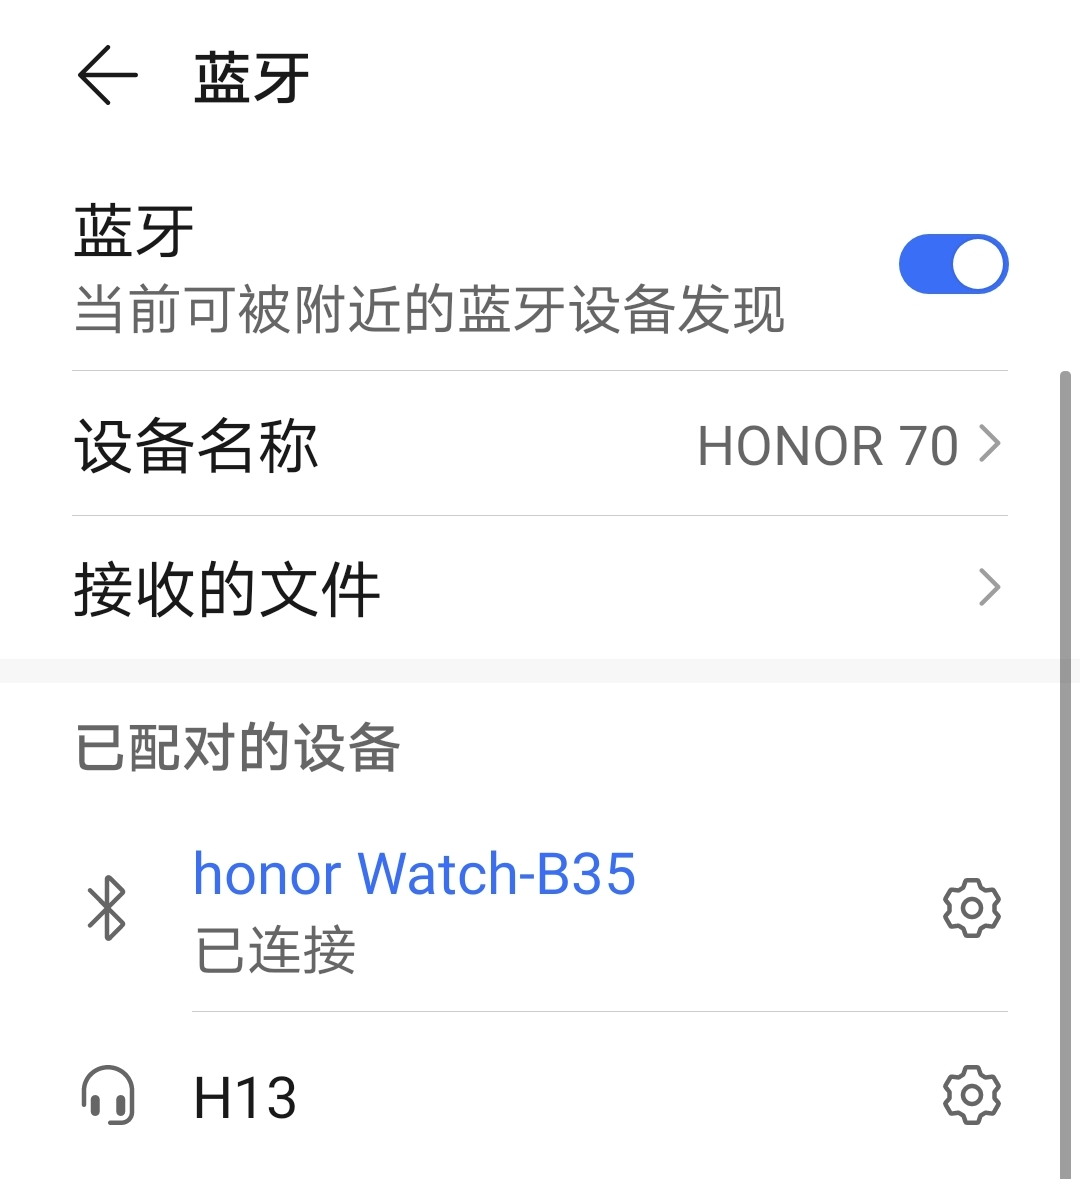 蓝牙
蓝牙
当前可被附近的蓝牙设备发现
设备名称 HONOR 70
接收的文件
已配对的设备
honor Watch-B35
已连接
H13